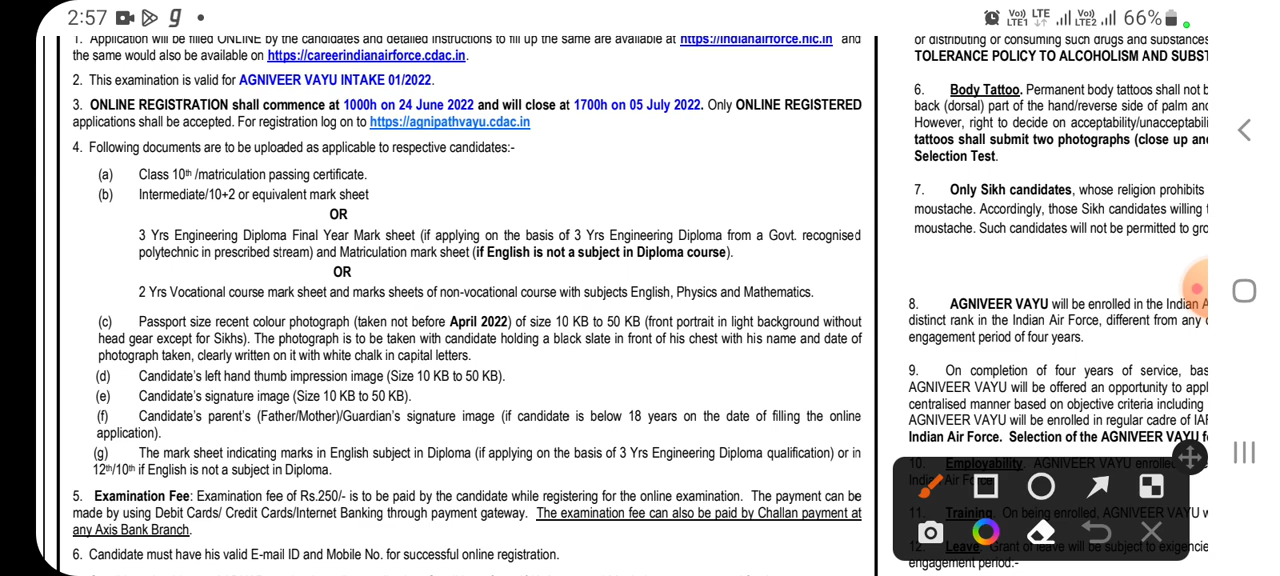 2:57
Voi) LTE
LTE1 Voi)
LTE2 66%
1. Application will be filled ONLINE by the candidates and detailed instructions to fill up the same are available at https://indianairforce.nic.in and
the same would also be available on https://careerindianairforce.cdac.in.
2. This examination is valid for AGNIVEER VAYU INTAKE 01/2022.
3. ONLINE REGISTRATION shall commence at 1000h on 24 June 2022 and will close at 1700h on 05 July 2022. Only ONLINE REGISTERED
applications shall be accepted. For registration log on to https://agnipathvayu.cdac.in
4. Following documents are to be uploaded as applicable to respective candidates:-
(a) Class 10th /matriculation passing certificate.
(b) Intermediate/10+2 or equivalent mark sheet
OR
3 Yrs Engineering Diploma Final Year Mark sheet (if applying on the basis of 3 Yrs Engineering Diploma from a Govt. recognised
polytechnic in prescribed stream) and Matriculation mark sheet (if English is not a subject in Diploma course).
OR
2 Yrs Vocational course mark sheet and marks sheets of non-vocational course with subjects English, Physics and Mathematics.
(c) Passport size recent colour photograph (taken not before April 2022) of size 10 KB to 50 KB (front portrait in light background without
head gear except for Sikhs). The photograph is to be taken with candidate holding a black slate in front of his chest with his name and date of
photograph taken, clearly written on it with white chalk in capital letters.
(d) Candidate's left hand thumb impression image (Size 10 KB to 50 KB).
(e) Candidate's signature image (Size 10 KB to 50 KB).
(f) Candidate's parent's (Father/Mother)/Guardian's signature image (if candidate is below 18 years on the date of filling the online
application).
(g) The mark sheet indicating marks in English subject in Diploma (if applying on the basis of 3 Yrs Engineering Diploma qualification) or in
12th/10th if English is not a subject in Diploma.
5. Examination Fee: Examination fee of Rs.250/- is to be paid by the candidate while registering for the online examination. The payment can be
made by using Debit Cards/ Credit Cards/Internet Banking through payment gateway. The examination fee can also be paid by Challan payment at
any Axis Bank Branch.
6. Candidate must have his valid E-mail ID and Mobile No. for successful online registration.
or distributing or consuming such drugs and substances
TOLERANCE POLICY TO ALCOHOLISM AND SUBST
6. Body Tattoo. Permanent body tattoos shall not b
back (dorsal) part of the hand/reverse side of palm and
However, right to decide on acceptability/unacceptabili
tattoos shall submit two photographs (close up an
Selection Test.
7. Only Sikh candidates, whose religion prohibits
moustache. Accordingly, those Sikh candidates willing
moustache. Such candidates will not be permitted to gro
8. AGNIVEER VAYU will be enrolled in the Indian A
distinct rank in the Indian Air Force, different from any
engagement period of four years.
9. On completion of four years of service, bas
AGNIVEER VAYU will be offered an opportunity to appl
centralised manner based on objective criteria including
AGNIVEER VAYU will be enrolled in regular cadre of IAF
Indian Air Force. Selection of the AGNIVEER VAYU f
10. Employability. AGNIVEER VAYU enrolled
Indian Air Force
11. Training. On being enrolled, AGNIVEER VAYU w
12. Leave. Grant of leave will be subject to exigencie
engagement period:-